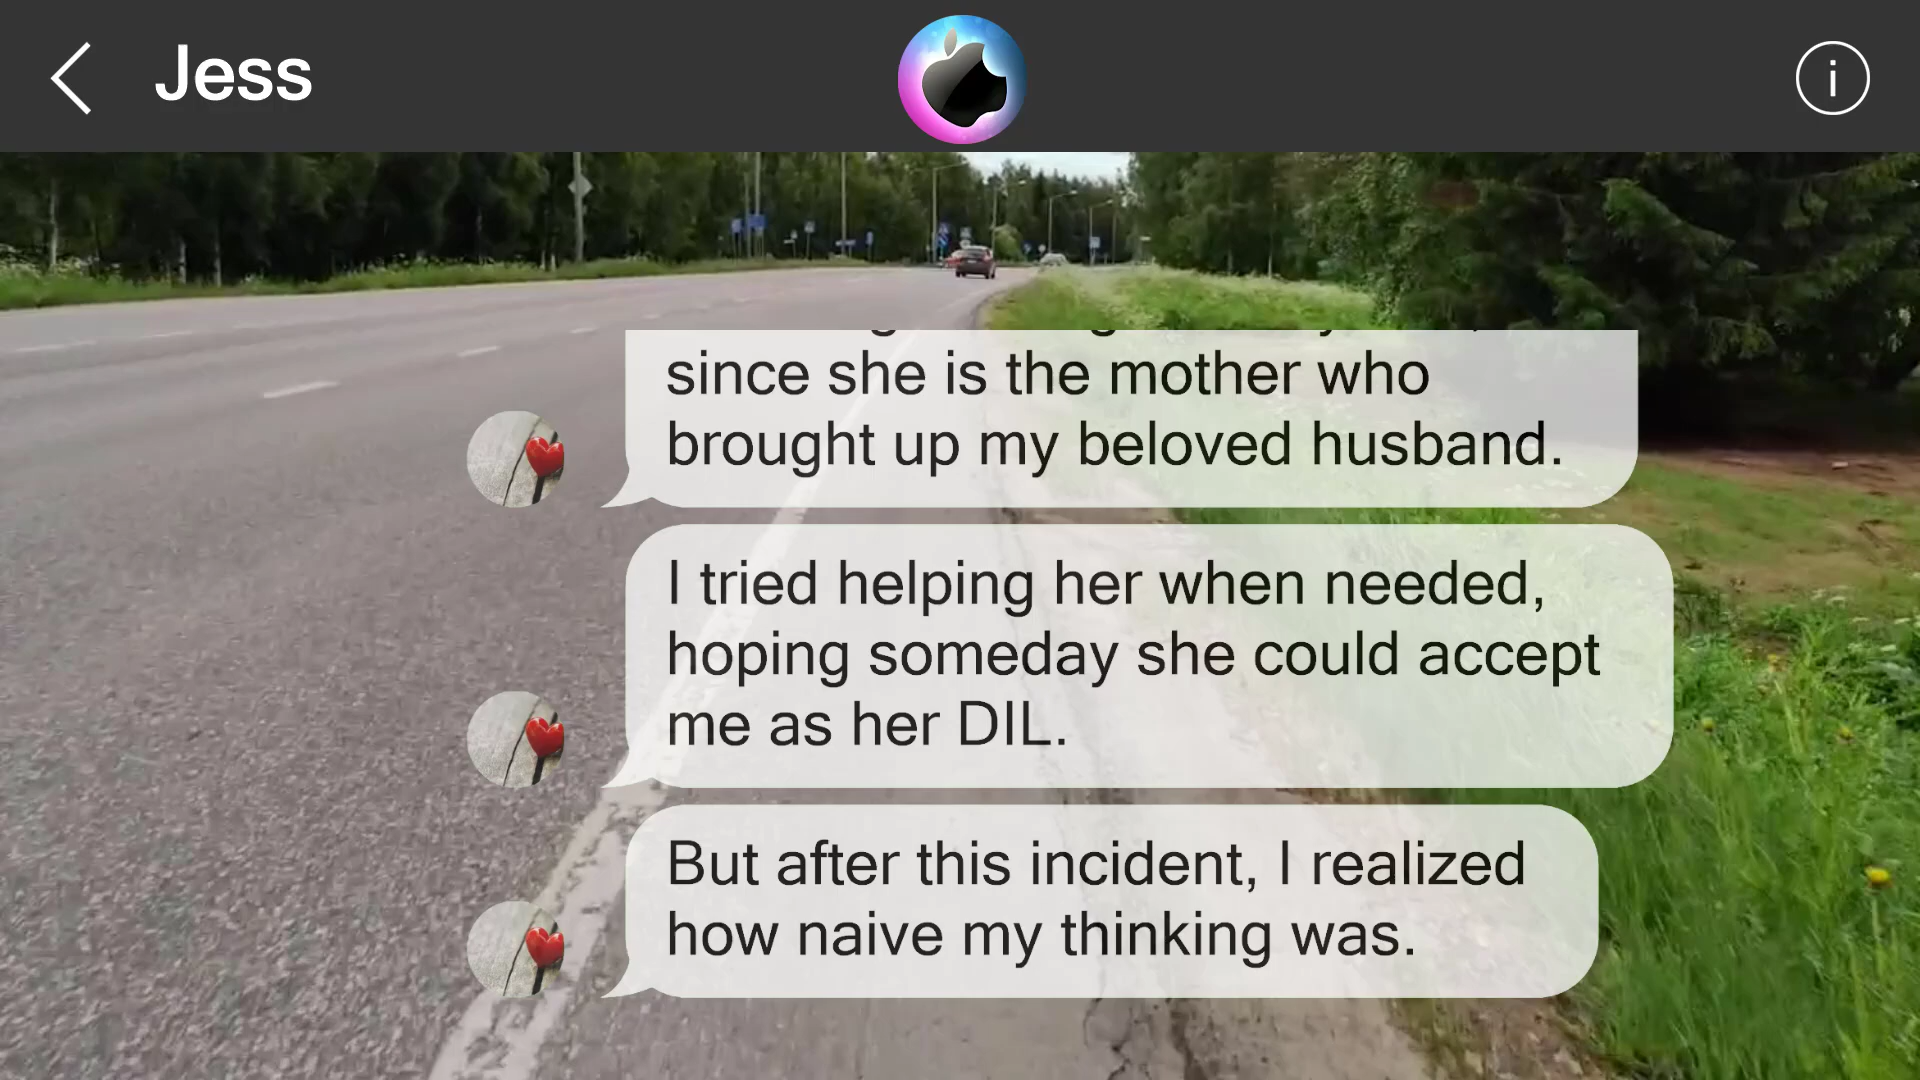 Jess
since she is the mother who
brought up my beloved husband.
I tried helping her when needed,
hoping someday she could accept
me as her DIL.
But after this incident, I realized
how naive my thinking was.